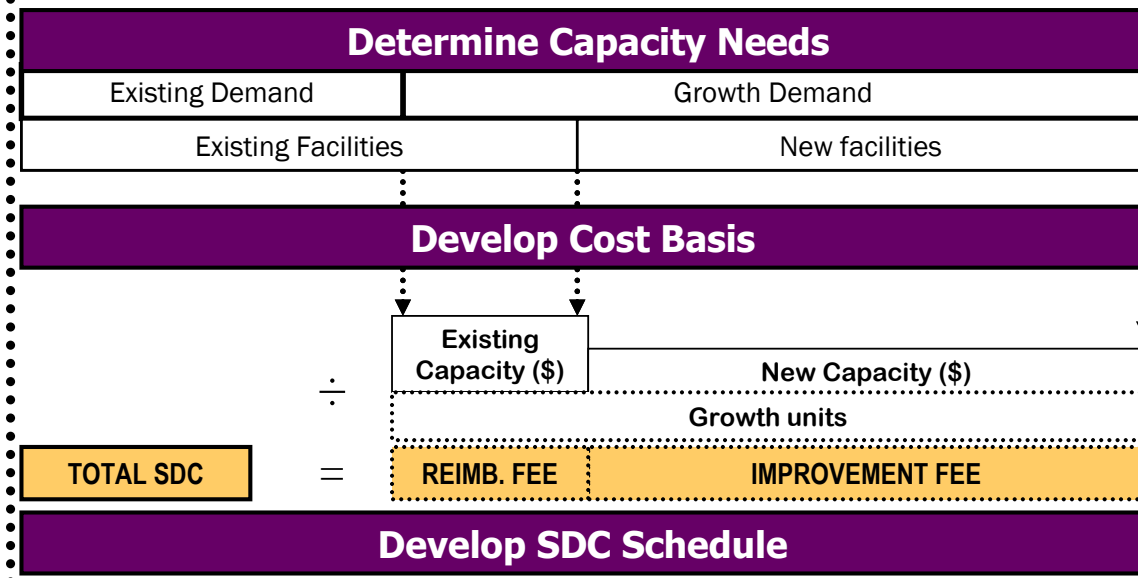 Determine Capacity Needs
Existing Demand
Growth Demand
Existing Facilities
New facilities
Develop Cost Basis
Existing
Capacity ($)
New Capacity ($)
÷
Growth units
TOTAL SDC
=
REIMB. FEE
IMPROVEMENT FEE
Develop SDC Schedule